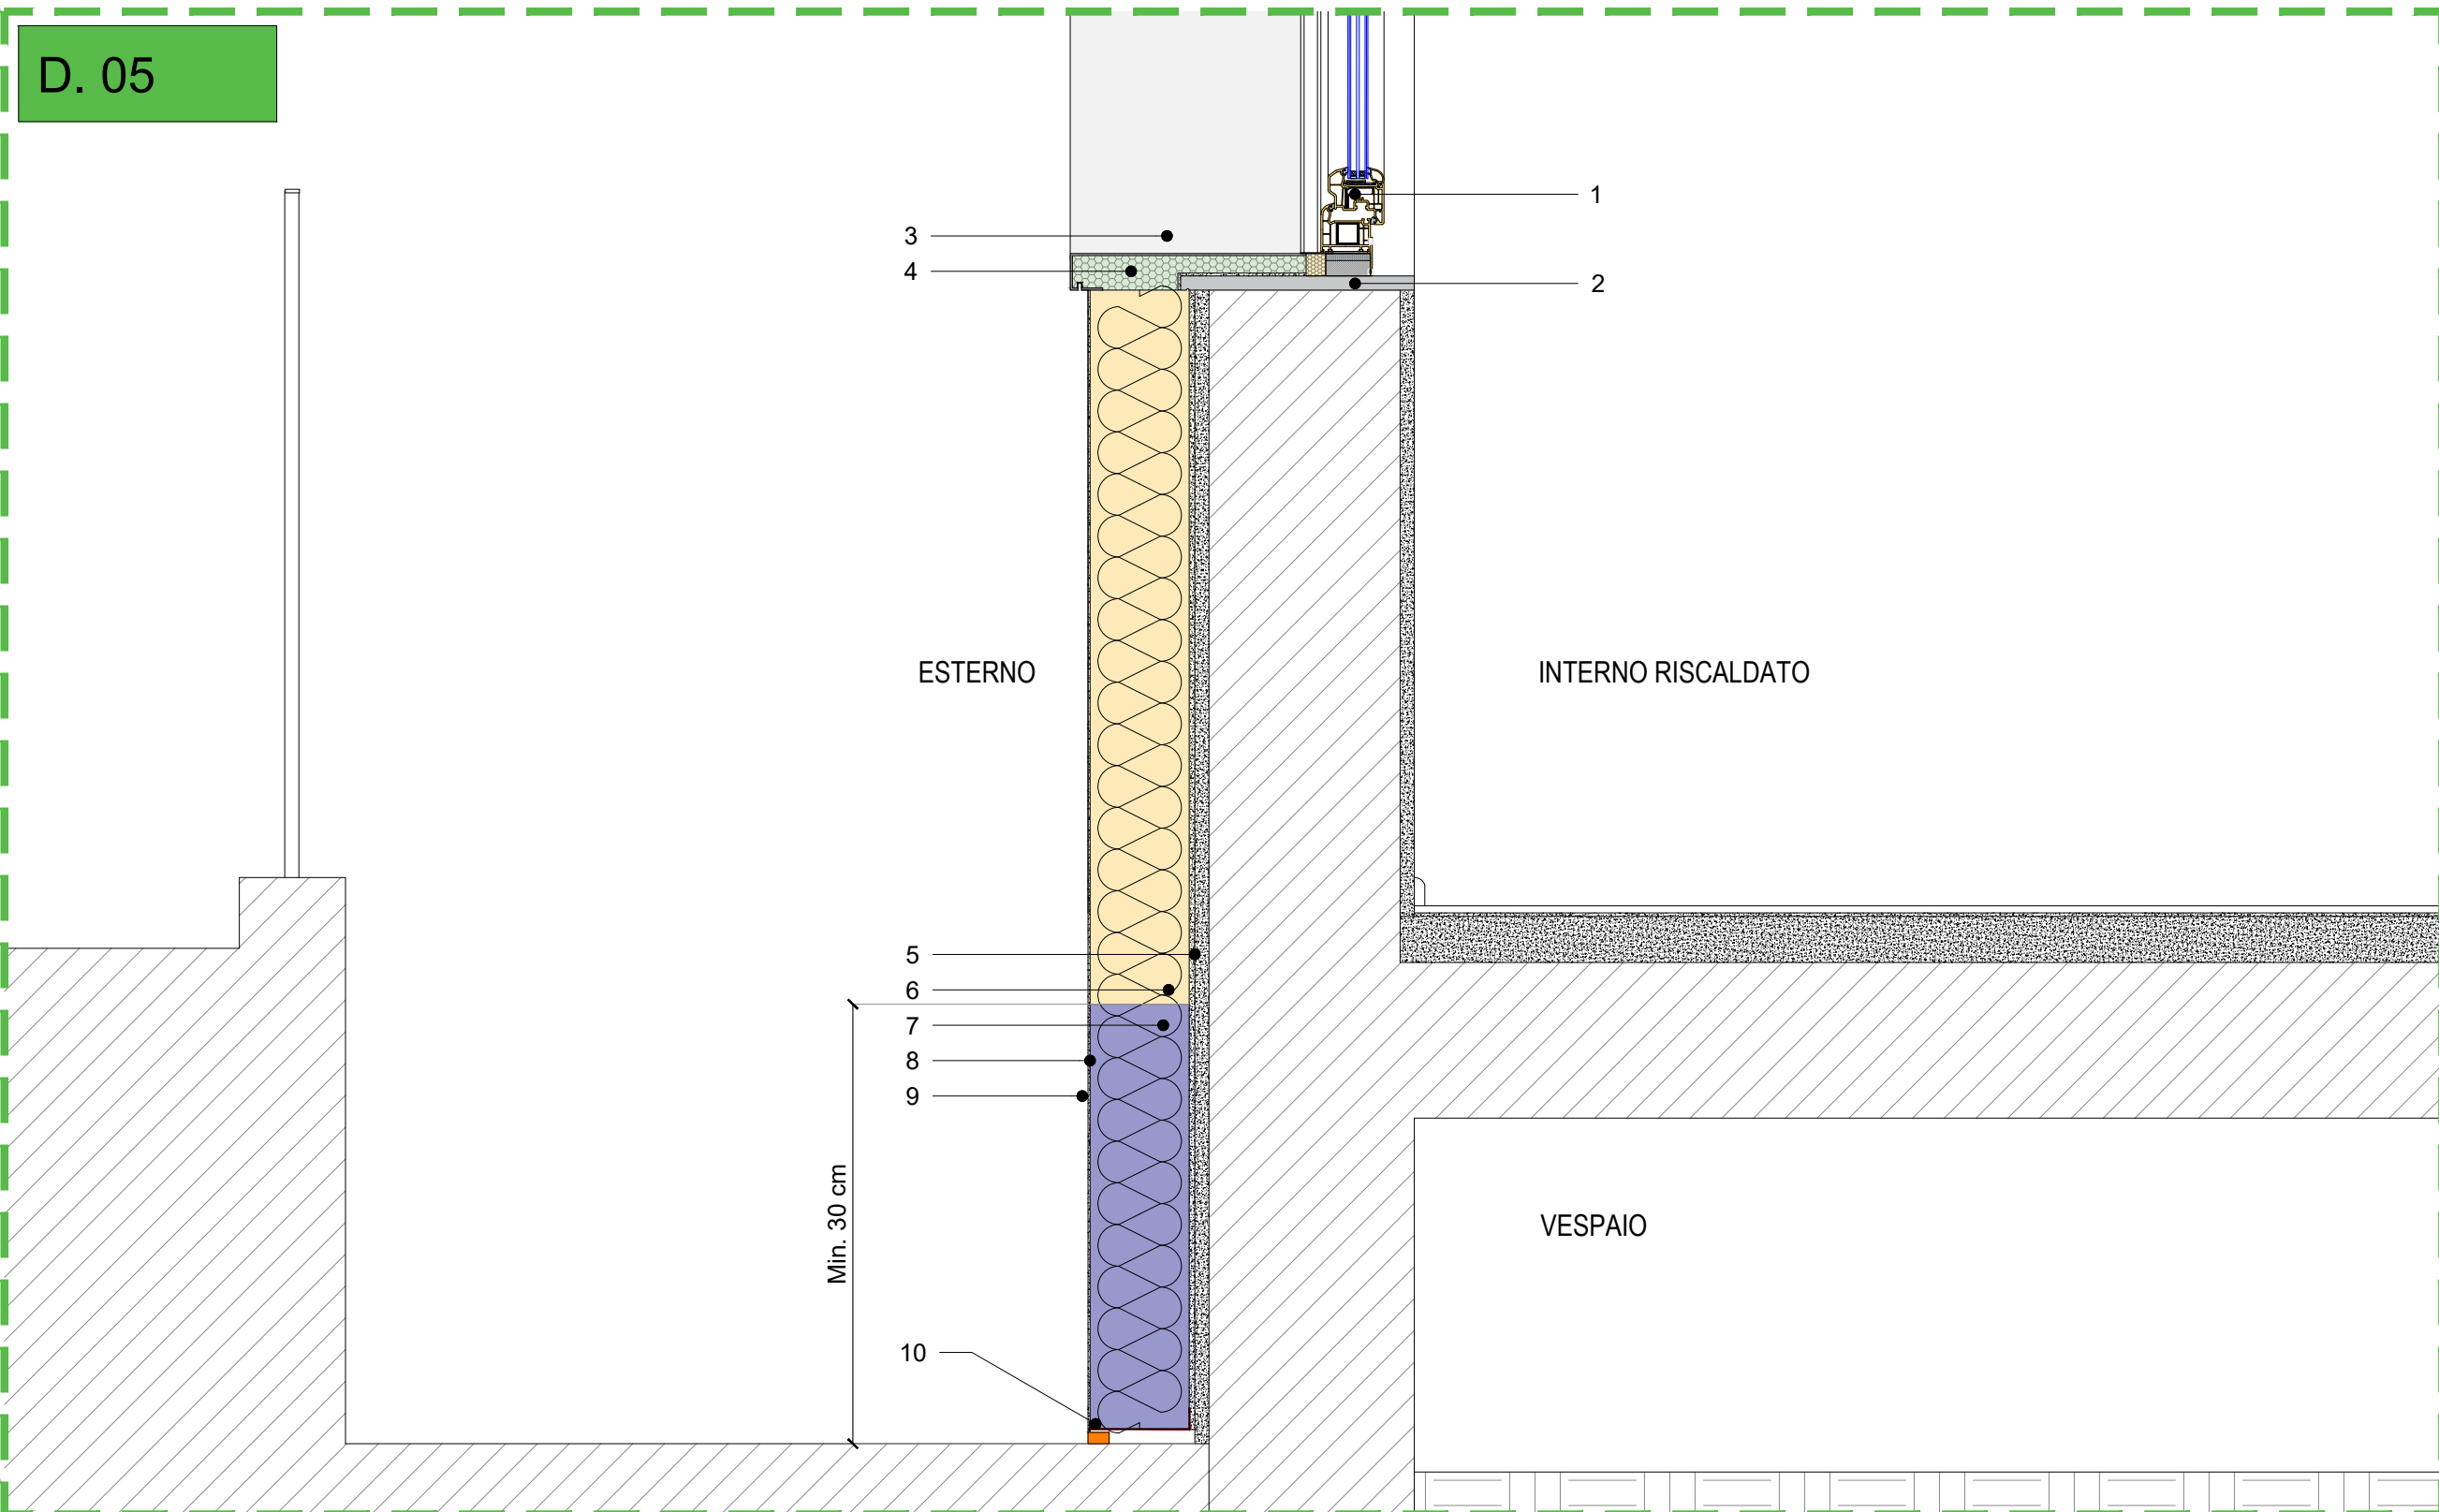 D. 05
1
3
4
2
ESTERNO
INTERNO RISCALDATO
5
6
7
8
9
Min. 30 cm
VESPAIO
10